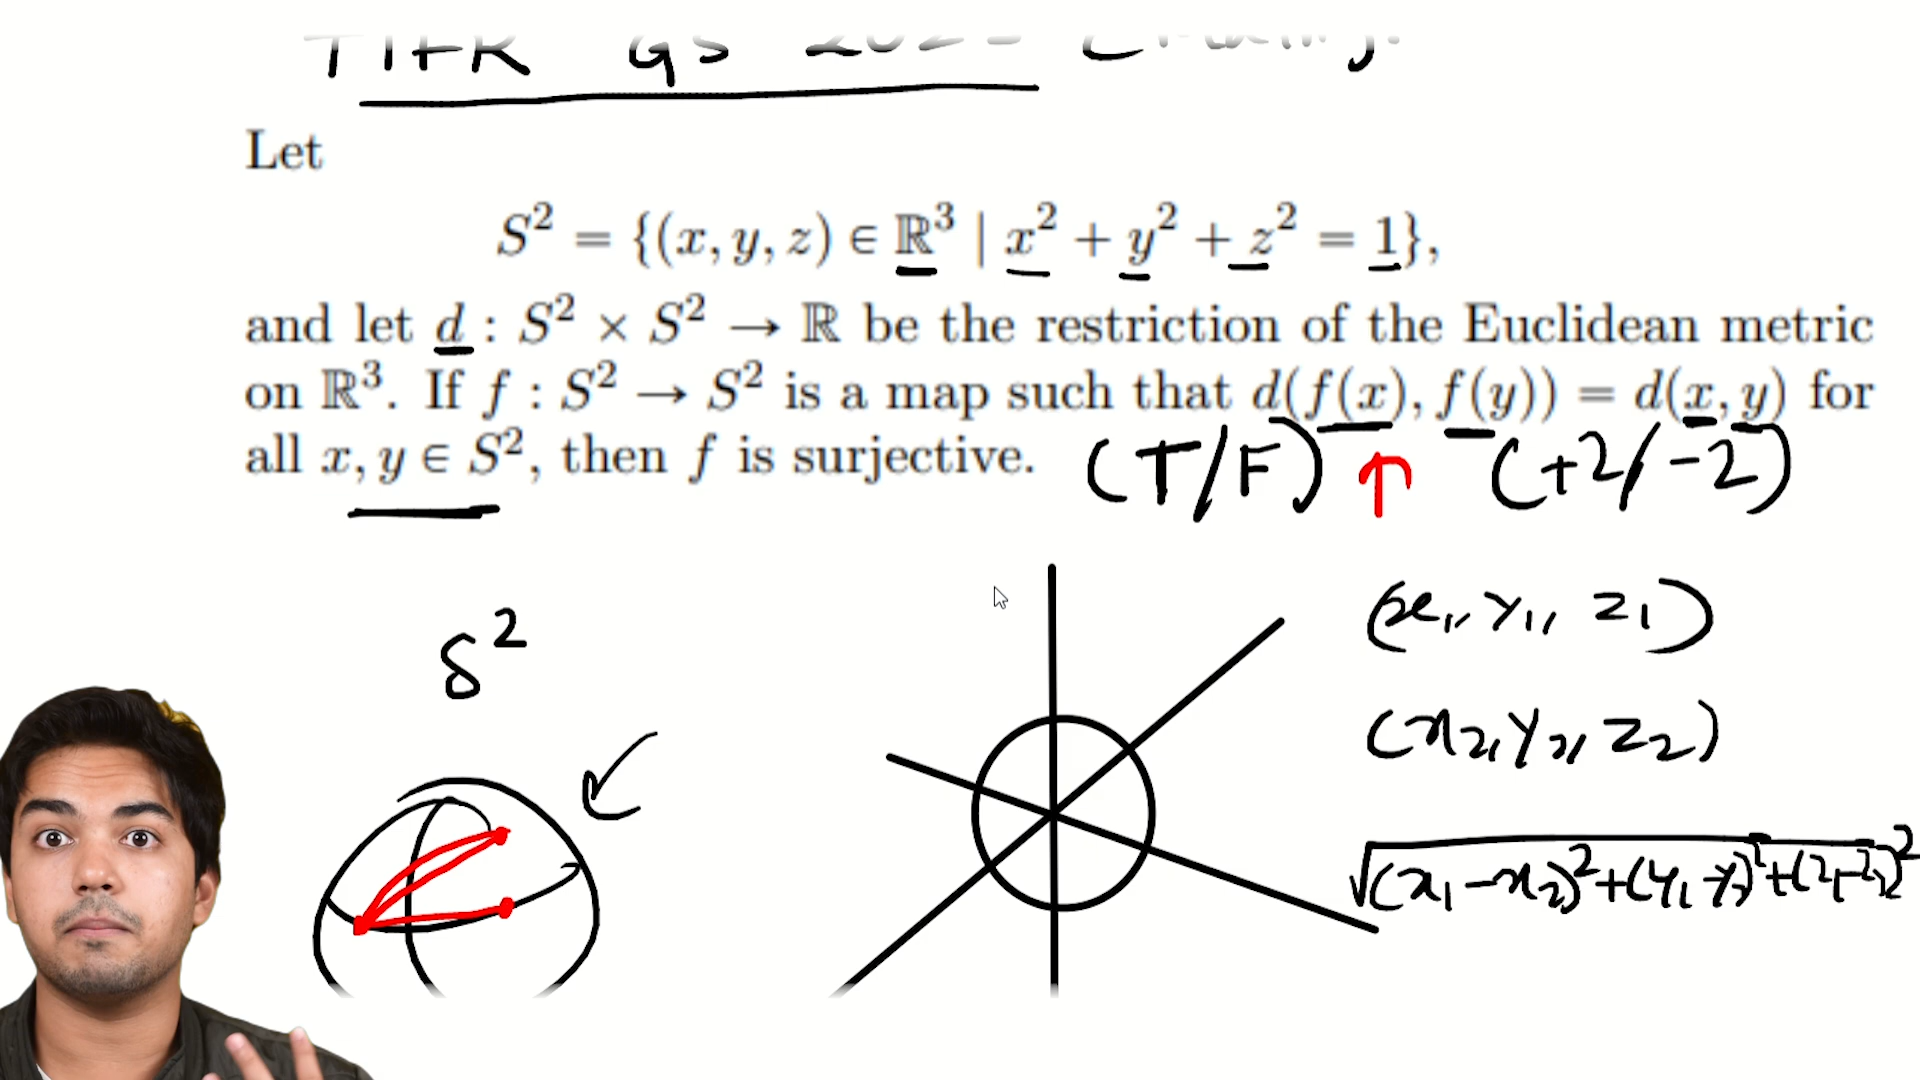 TIFR GS
Let
S² = {(x, y, z) ∈ ℝ³ | x² + y² + z² = 1},
and let d : S² × S² → ℝ be the restriction of the Euclidean metric
on ℝ³. If f : S² → S² is a map such that d(f(x), f(y)) = d(x, y) for
all x, y ∈ S², then f is surjective. (T/F) ↑ (+2/-2)
S²
(x₁, y₁, z₁)
(x₂, y₂, z₂)
√(x₁-x₂)²+(y₁-y₂)²+(z₁-z₂)²